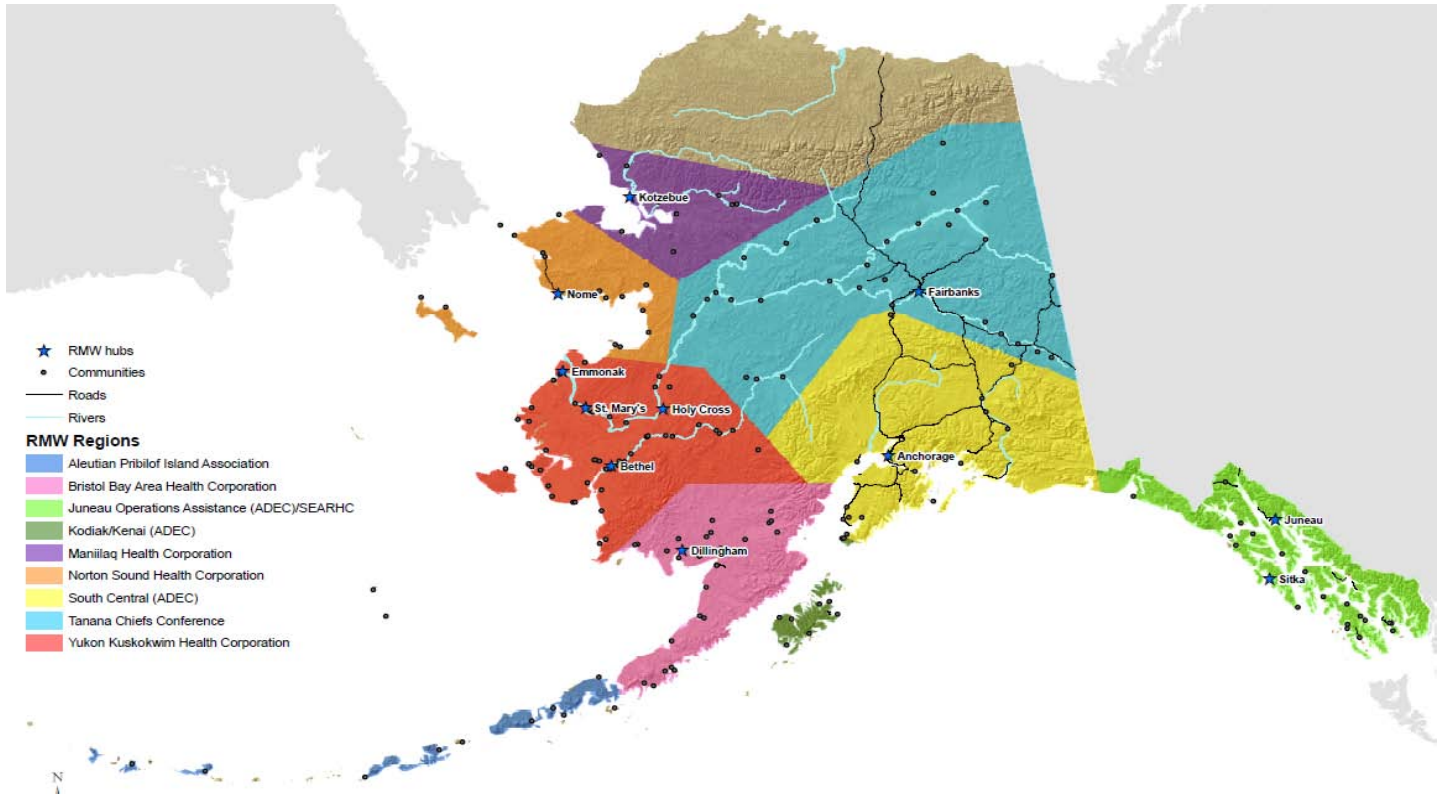 Kotzebue
Nome
Fairbanks
RMW hubs
Communities
Roads
Rivers
RMW Regions
Aleutian Pribilof Island Association
Bristol Bay Area Health Corporation
Juneau Operations Assistance (ADEC)/SEARHC
Kodiak/Kenai (ADEC)
Maniilaq Health Corporation
Norton Sound Health Corporation
South Central (ADEC)
Tanana Chiefs Conference
Yukon Kuskokwim Health Corporation
Emmonak
St. Mary's
Holy Cross
Bethel
Anchorage
Dillingham
Juneau
Sitka
N